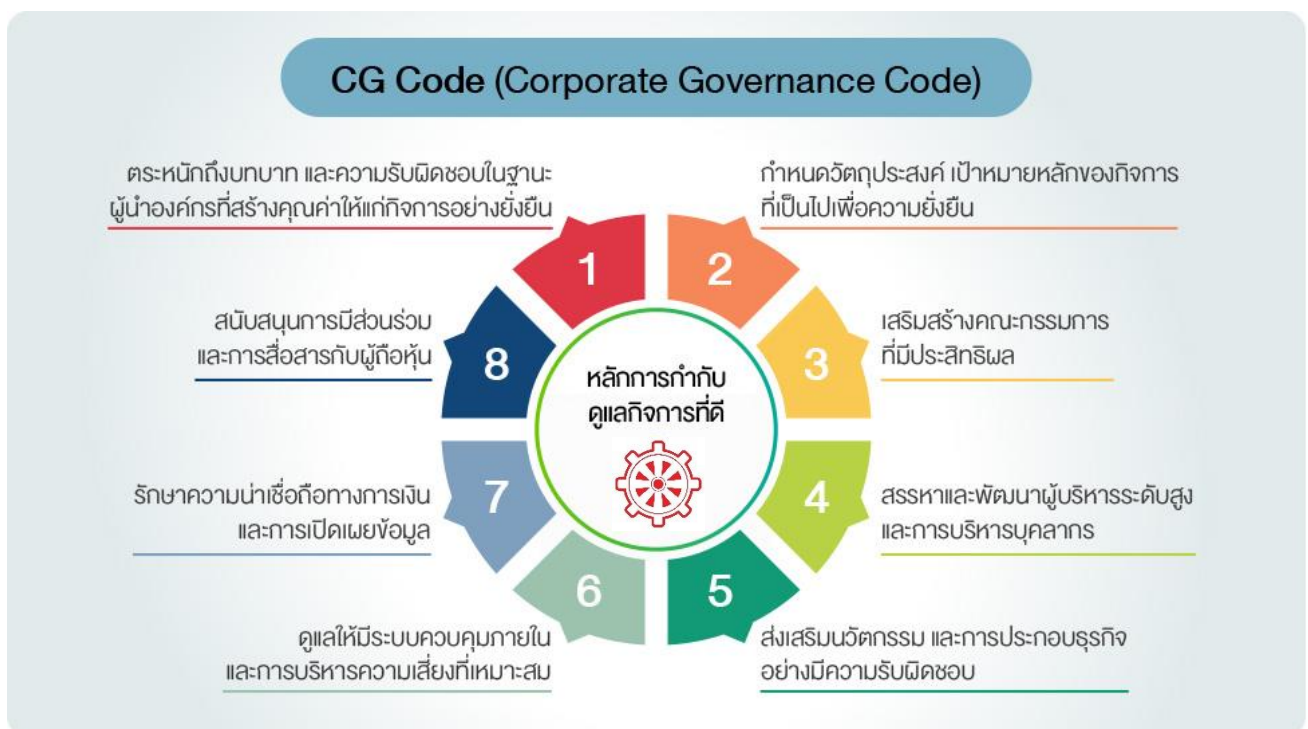 CG Code (Corporate Governance Code)
ตระหนักถึงบทบาท และความรับผิดชอบในฐานะ
ผู้นำองค์กรที่สร้างคุณค่าให้แก่กิจการอย่างยั่งยืน
1
กำหนดวัตถุประสงค์ เป้าหมายหลักของกิจการ
ที่เป็นไปเพื่อความยั่งยืน
2
เสริมสร้างคณะกรรมการ
ที่มีประสิทธิผล
3
สรรหาและพัฒนาผู้บริหารระดับสูง
และการบริหารบุคลากร
4
ส่งเสริมนวัตกรรม และการประกอบธุรกิจ
อย่างมีความรับผิดชอบ
5
ดูแลให้มีระบบควบคุมภายใน
และการบริหารความเสี่ยงที่เหมาะสม
6
รักษาความน่าเชื่อถือทางการเงิน
และการเปิดเผยข้อมูล
7
สนับสนุนการมีส่วนร่วม
และการสื่อสารกับผู้ถือหุ้น
8
หลักการกำกับ
ดูแลกิจการที่ดี